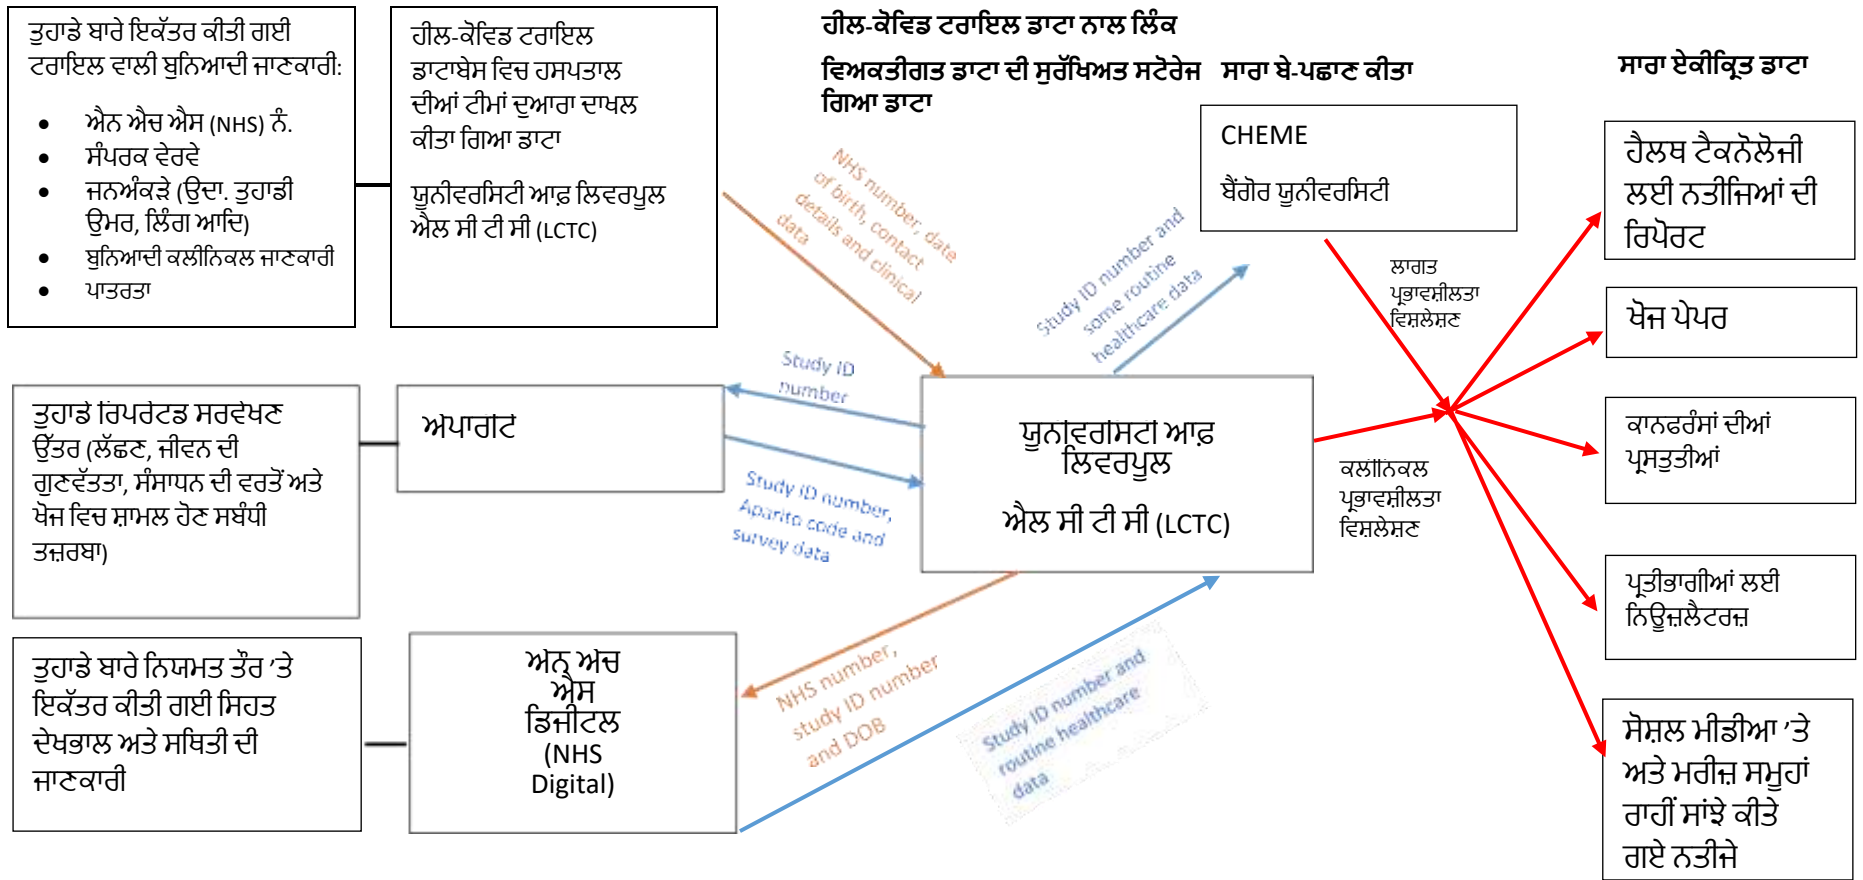 ਤੁਹਾਡੇ ਬਾਰੇ ਇਕੱਤਰ ਕੀਤੀ ਗਈ
ਟਰਾਇਲ ਵਾਲੀ ਬੁਨਿਆਦੀ ਜਾਣਕਾਰੀ:
• ਐਨ ਐਚ ਐਸ (NHS) ਨੰ.
• ਸੰਪਰਕ ਵੇਰਵੇ
• ਜਨਅੰਕੜੇ (ਉਦਾ. ਤੁਹਾਡੀ
ਉਮਰ, ਲਿੰਗ ਆਦਿ)
• ਬੁਨਿਆਦੀ ਕਲੀਨਿਕਲ ਜਾਣਕਾਰੀ
• ਪਾਤਰਤਾ
ਹੀਲ-ਕੋਵਿਡ ਟਰਾਇਲ
ਡਾਟਾਬੇਸ ਵਿਚ ਹਸਪਤਾਲ
ਦੀਆਂ ਟੀਮਾਂ ਦੁਆਰਾ ਦਾਖਲ
ਕੀਤਾ ਗਿਆ ਡਾਟਾ
ਯੂਨੀਵਰਸਿਟੀ ਆਫ਼ ਲਿਵਰਪੂਲ
ਐਲ ਸੀ ਟੀ ਸੀ (LCTC)
ਹੀਲ-ਕੋਵਿਡ ਟਰਾਇਲ ਡਾਟਾ ਨਾਲ ਲਿੰਕ
ਵਿਅਕਤੀਗਤ ਡਾਟਾ ਦੀ ਸੁਰੱਖਿਅਤ ਸਟੋਰੇਜ ਸਾਰਾ ਬੇ-ਪਛਾਣ ਕੀਤਾ
ਗਿਆ ਡਾਟਾ
ਸਾਰਾ ਏਕੀਕ੍ਰਿਤ ਡਾਟਾ
NHS number, date
of birth, contact
details and clinical
data
Study ID number and
some routine
healthcare data
CHEME
ਬੈਂਗੋਰ ਯੂਨੀਵਰਸਿਟੀ
ਲਾਗਤ
ਪ੍ਰਭਾਵਸ਼ੀਲਤਾ
ਵਿਸ਼ਲੇਸ਼ਣ
ਹੈਲਥ ਟੈਕਨੋਲੋਜੀ
ਲਈ ਨਤੀਜਿਆਂ ਦੀ
ਰਿਪੋਰਟ
ਖੋਜ ਪੇਪਰ
ਤੁਹਾਡੇ ਰਿਪੋਰਟਡ ਸਰਵੇਖਣ
ਉੱਤਰ (ਲੱਛਣ, ਜੀਵਨ ਦੀ
ਗੁਣਵੱਤਤਾ, ਸੰਸਾਧਨ ਦੀ ਵਰਤੋਂ ਅਤੇ
ਖੋਜ ਵਿਚ ਸ਼ਾਮਲ ਹੋਣ ਸਬੰਧੀ
ਤਜ਼ਰਬਾ)
ਅੱਪਾਰੀਟੋ
Study ID
number
Study ID number,
Aparito code and
survey data
ਯੂਨੀਵਰਸਿਟੀ ਆਫ਼
ਲਿਵਰਪੂਲ
ਐਲ ਸੀ ਟੀ ਸੀ (LCTC)
ਕਲੀਨਿਕਲ
ਪ੍ਰਭਾਵਸ਼ੀਲਤਾ
ਵਿਸ਼ਲੇਸ਼ਣ
ਕਾਨਫਰੰਸਾਂ ਦੀਆਂ
ਪ੍ਰਸਤੁਤੀਆਂ
ਪ੍ਰਤੀਭਾਗੀਆਂ ਲਈ
ਨਿਊਜ਼ਲੈਟਰਜ਼
ਤੁਹਾਡੇ ਬਾਰੇ ਨਿਯਮਤ ਤੌਰ ’ਤੇ
ਇਕੱਤਰ ਕੀਤੀ ਗਈ ਸਿਹਤ
ਦੇਖਭਾਲ ਅਤੇ ਸਥਿਤੀ ਦੀ
ਜਾਣਕਾਰੀ
ਐਨ ਐਚ
ਐਸ
ਡਿਜੀਟਲ
(NHS
Digital)
NHS number,
study ID number
and DOB
Study ID number and
routine healthcare
data
ਸੋਸ਼ਲ ਮੀਡੀਆ ’ਤੇ
ਅਤੇ ਮਰੀਜ਼ ਸਮੂਹਾਂ
ਰਾਹੀਂ ਸਾਂਝੇ ਕੀਤੇ
ਗਏ ਨਤੀਜੇ